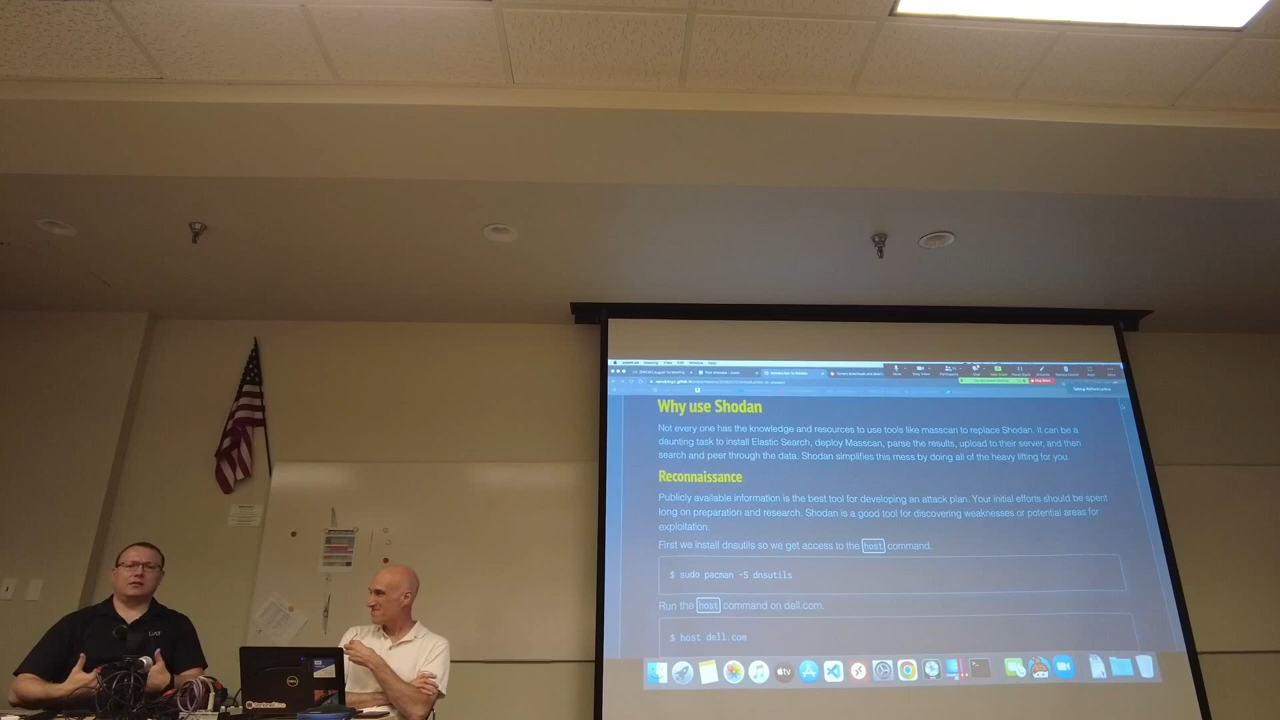 Why use Shodan
Not every one has the knowledge and resources to use tools like masscan to replace Shodan. It can be a
daunting task to install Elastic Search, deploy Masscan, parse the results, upload to their server, and then
search and peer through the data. Shodan simplifies this mess by doing all of the heavy lifting for you.
Reconnaissance
Publicly available information is the best tool for developing an attack plan. Your initial efforts should be spent
long on preparation and research. Shodan is a good tool for discovering weaknesses or potential areas for
exploitation.
First we install dnsutils so we get access to the host command.
$ sudo pacman -S dnsutils
Run the host command on dell.com.
$ host dell.com
UAT
DELL
tv